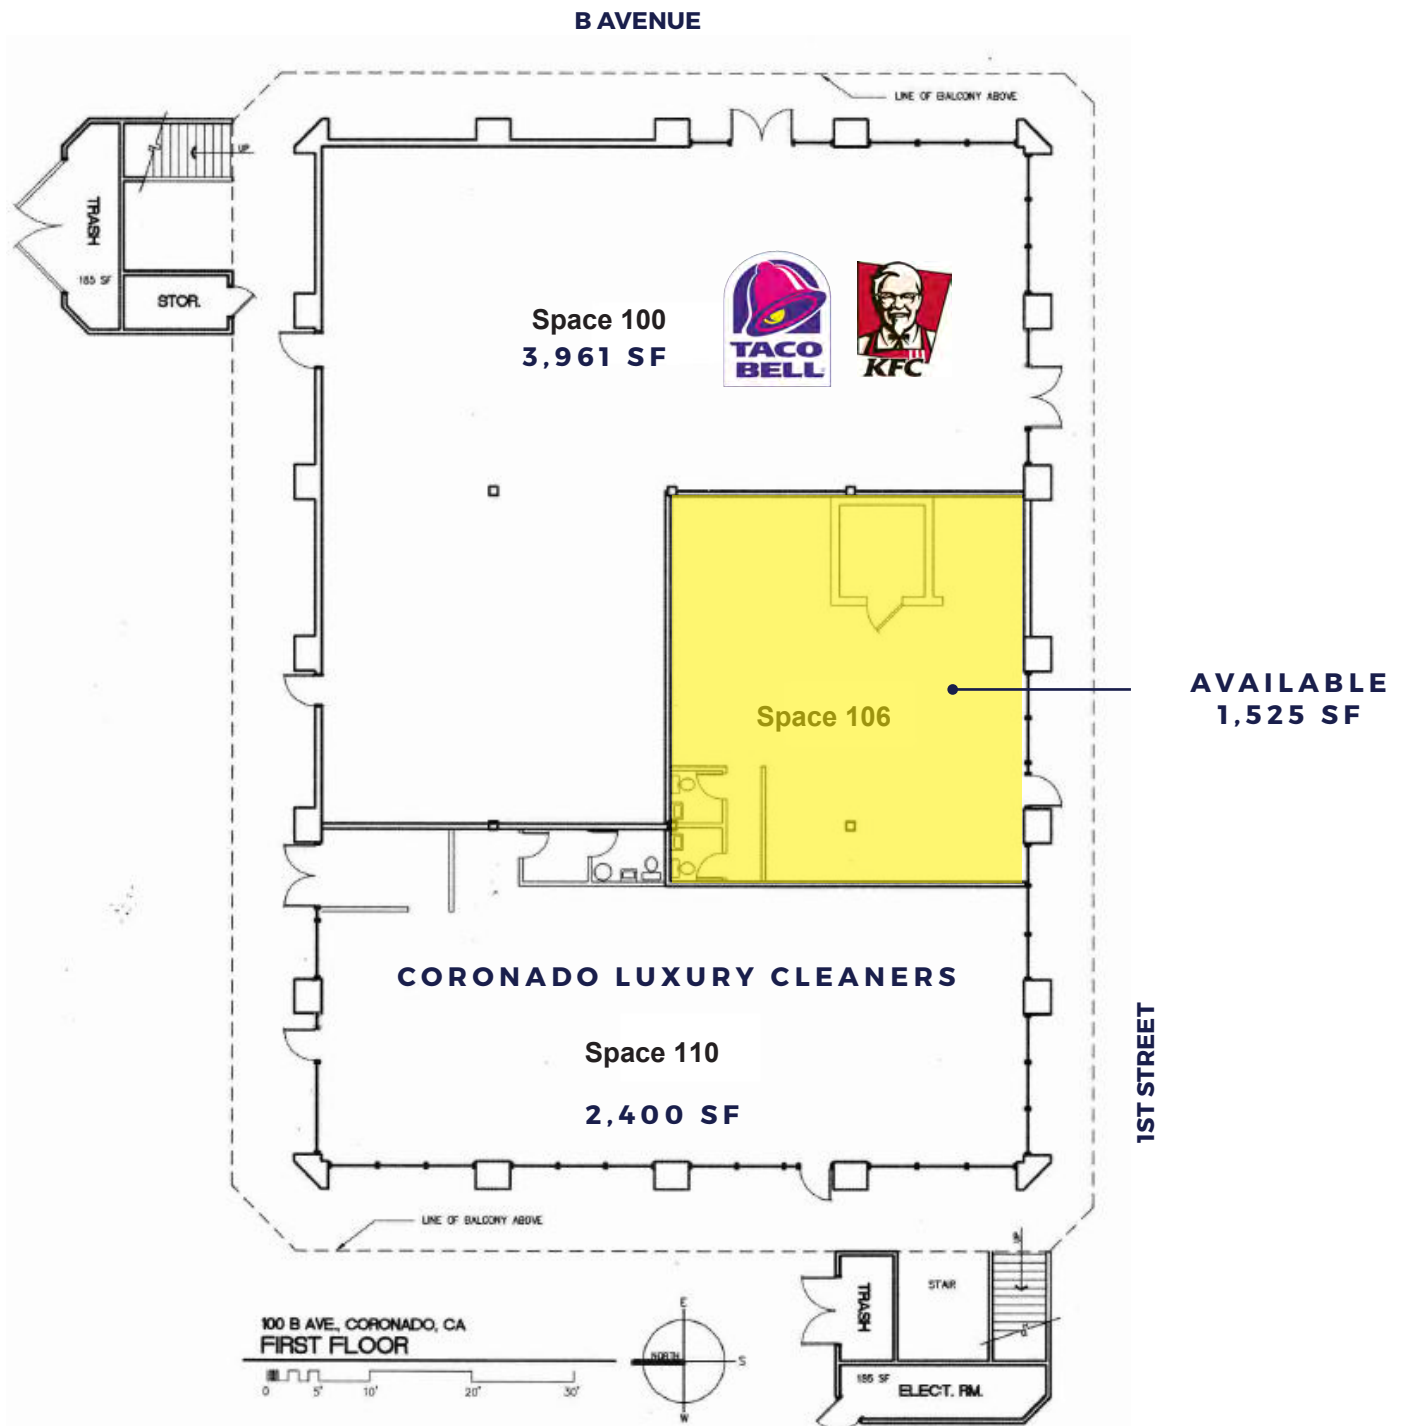 B AVENUE
LINE OF BALCONY ABOVE
UP
TRASH
185 SF
STOR.
Space 100
3,961 SF
TACO
BELL
KFC
AVAILABLE
1,525 SF
Space 106
CORONADO LUXURY CLEANERS
Space 110
2,400 SF
1ST STREET
LINE OF BALCONY ABOVE
STAIR
TRASH
100 B AVE., CORONADO, CA
FIRST FLOOR
0 5' 10' 20' 30'
E
NORTH
S
W
185 SF
ELECT. RM.